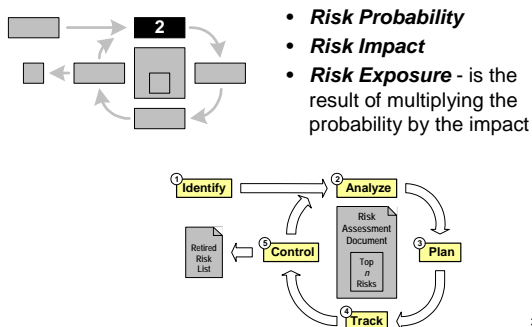 2
• Risk Probability
• Risk Impact
• Risk Exposure - is the
result of multiplying the
probability by the impact
1
Identify
2
Analyze
Risk
Assessment
Document
Top
n
Risks
3
Plan
5
Control
Retired
Risk
List
4
Track